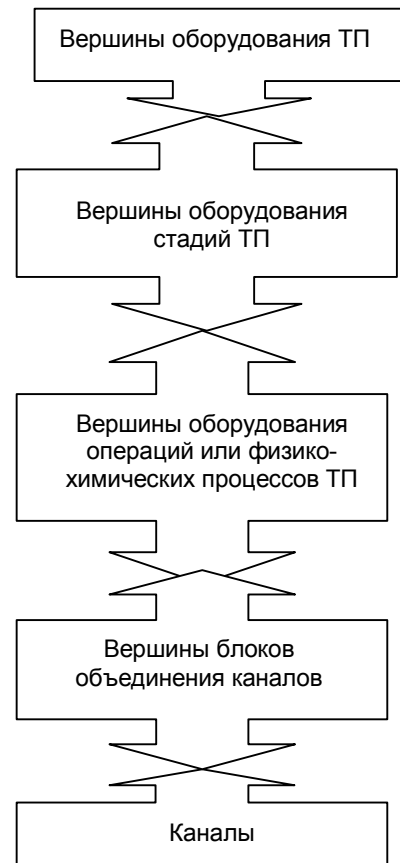 Вершины оборудования ТП
Вершины оборудования
стадий ТП
Вершины оборудования
операций или физико-
химических процессов ТП
Вершины блоков
объединения каналов
Каналы